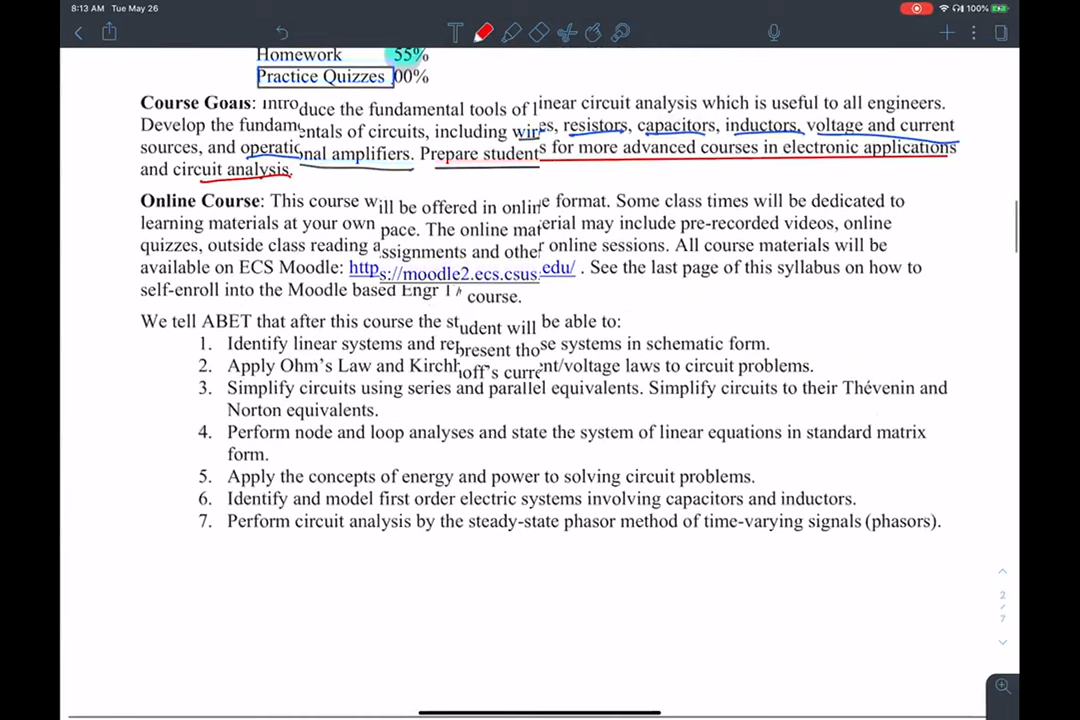 8:13 AM Tue May 26
100%
Homework 55%
Practice Quizzes 00%
Course Goals: Introduce the fundamental tools of linear circuit analysis which is useful to all engineers.
Develop the fundamentals of circuits, including wires, resistors, capacitors, inductors, voltage and current
sources, and operational amplifiers. Prepare students for more advanced courses in electronic applications
and circuit analysis.
Online Course: This course will be offered in online format. Some class times will be dedicated to
learning materials at your own pace. The online material may include pre-recorded videos, online
quizzes, outside class reading assignments and other online sessions. All course materials will be
available on ECS Moodle: https://moodle2.ecs.csus.edu/ . See the last page of this syllabus on how to
self-enroll into the Moodle based Engr course.
We tell ABET that after this course the student will be able to:
1. Identify linear systems and represent those systems in schematic form.
2. Apply Ohm's Law and Kirchhoff's current/voltage laws to circuit problems.
3. Simplify circuits using series and parallel equivalents. Simplify circuits to their Thévenin and
Norton equivalents.
4. Perform node and loop analyses and state the system of linear equations in standard matrix
form.
5. Apply the concepts of energy and power to solving circuit problems.
6. Identify and model first order electric systems involving capacitors and inductors.
7. Perform circuit analysis by the steady-state phasor method of time-varying signals (phasors).
2
/
7